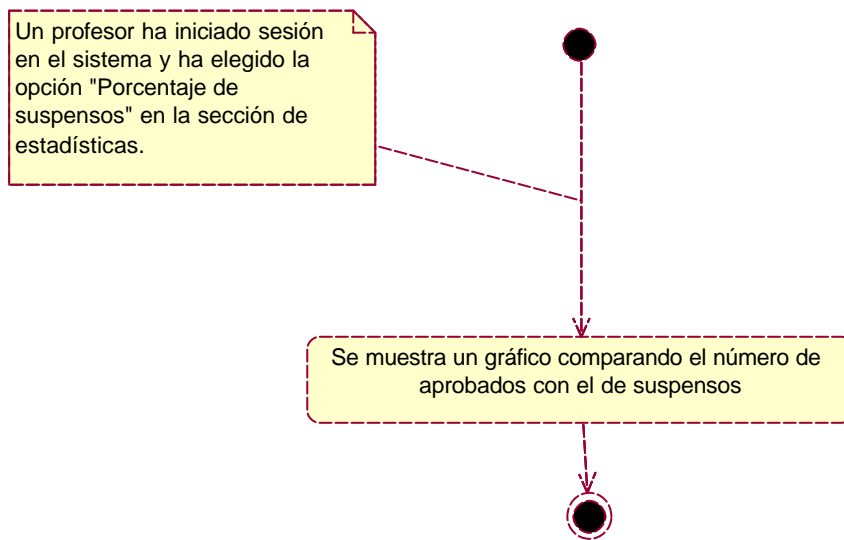 Un profesor ha iniciado sesión
en el sistema y ha elegido la
opción "Porcentaje de
suspensos" en la sección de
estadísticas.
Se muestra un gráfico comparando el número de
aprobados con el de suspensos